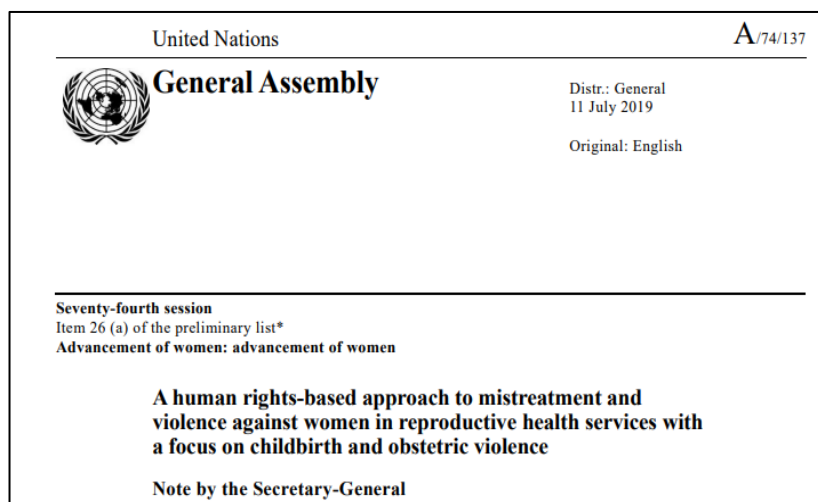 United Nations
A/74/137
General Assembly
Distr.: General
11 July 2019
Original: English
Seventy-fourth session
Item 26 (a) of the preliminary list*
Advancement of women: advancement of women
A human rights-based approach to mistreatment and
violence against women in reproductive health services with
a focus on childbirth and obstetric violence
Note by the Secretary-General